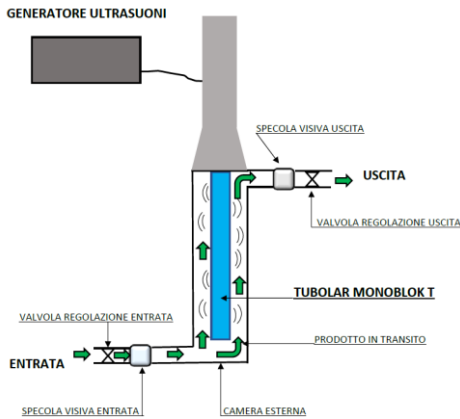 GENERATORE ULTRASUONI
SPECOLA VISIVA USCITA
USCITA
VALVOLA REGOLAZIONE USCITA
TUBOLAR MONOBLOK T
VALVOLA REGOLAZIONE ENTRATA
PRODOTTO IN TRANSITO
ENTRATA
SPECOLA VISIVA ENTRATA
CAMERA ESTERNA